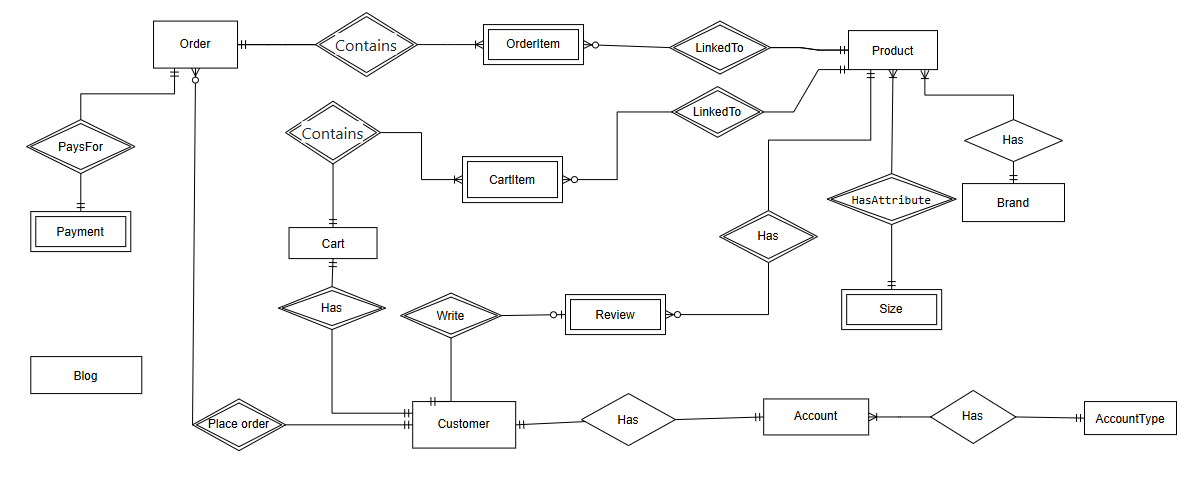 Order
Contains
OrderItem
LinkedTo
Product
LinkedTo
Contains
PaysFor
Has
CartItem
HasAttribute
Brand
Payment
Cart
Has
Has
Write
Review
Size
Blog
Place order
Customer
Has
Account
Has
AccountType